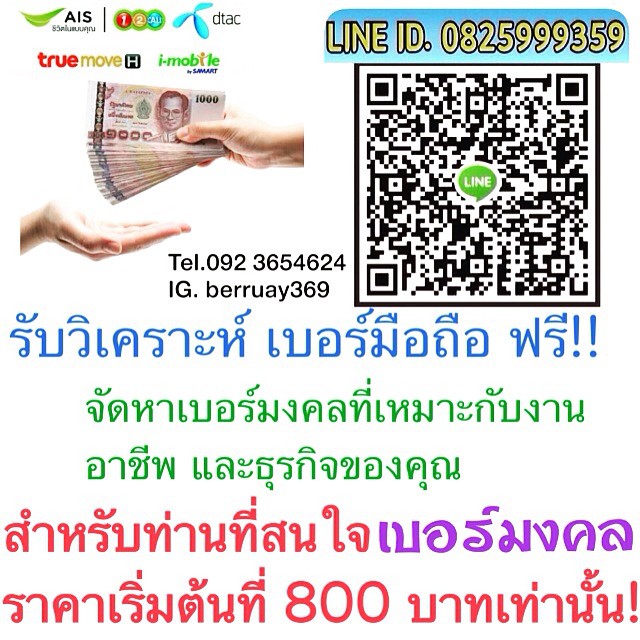 AIS
ชีวิตในแบบคุณ
1 2 CALL
dtac
truemove H
i-mobile
by SAMART
LINE ID. 0825999359
1000
LINE
Tel.092 3654624
IG. berruay369
รับวิเคราะห์ เบอร์มือถือ ฟรี!!
จัดหาเบอร์มงคลที่เหมาะกับงาน
อาชีพ และธุรกิจของคุณ
สำหรับท่านที่สนใจเบอร์มงคล
ราคาเริ่มต้นที่ 800 บาทเท่านั้น!